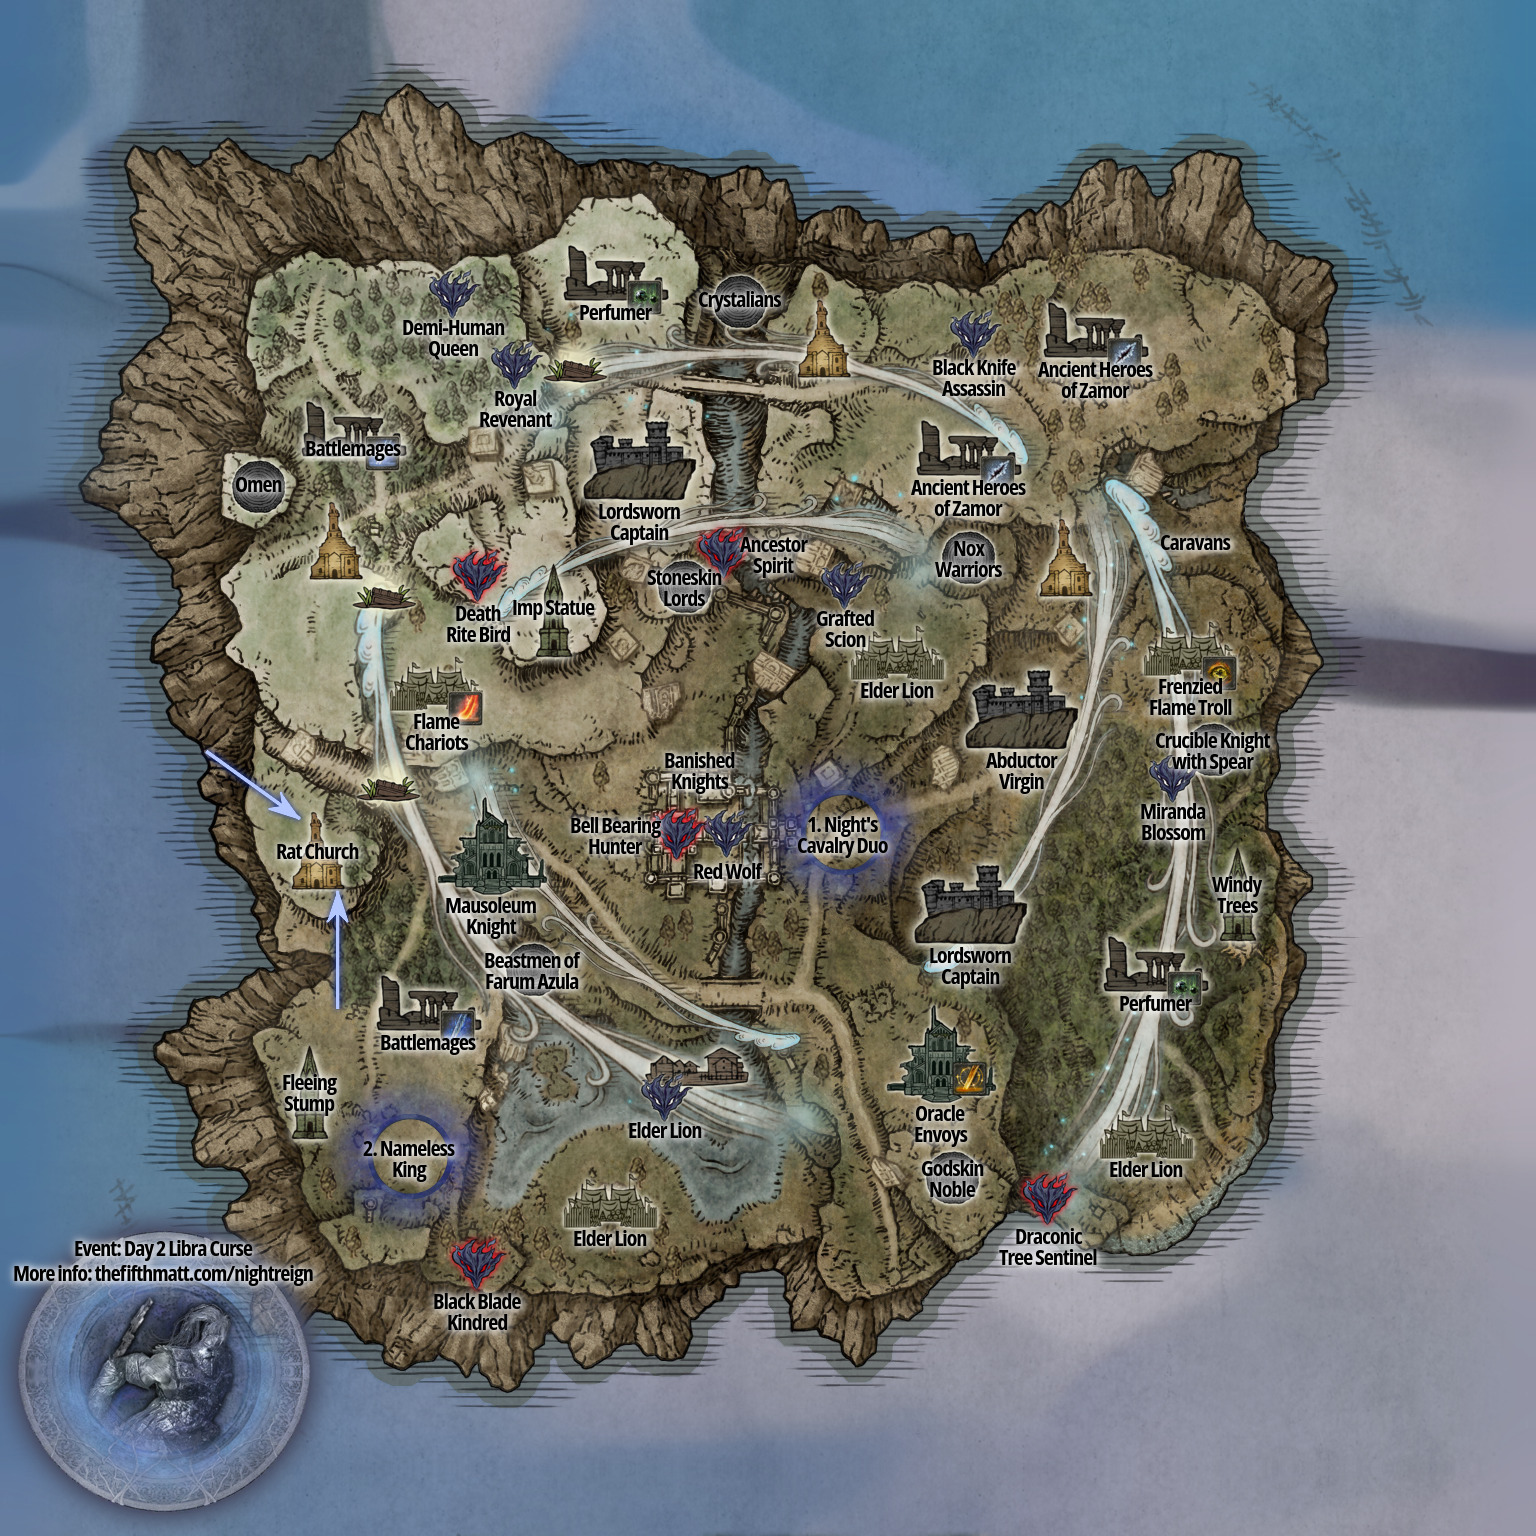 Perfumer
Crystalians
Demi-Human
Queen
Royal
Revenant
Black Knife
Assassin
Ancient Heroes
of Zamor
Battlemages
Omen
Lordsworn
Captain
Ancient Heroes
of Zamor
Ancestor
Spirit
Nox
Warriors
Caravans
Stoneskin
Lords
Death
Rite Bird
Imp Statue
Grafted
Scion
Elder Lion
Frenzied
Flame Troll
Flame
Chariots
Banished
Knights
Abductor
Virgin
Crucible Knight
with Spear
Miranda
Blossom
Rat Church
Bell Bearing
Hunter
Red Wolf
1. Night's
Cavalry Duo
Mausoleum
Knight
Windy
Trees
Beastmen of
Farum Azula
Lordsworn
Captain
Perfumer
Battlemages
Fleeing
Stump
Elder Lion
Oracle
Envoys
2. Nameless
King
Godskin
Noble
Elder Lion
Elder Lion
Draconic
Tree Sentinel
Event: Day 2 Libra Curse
More info: thefifthmatt.com/nightreign
Black Blade
Kindred